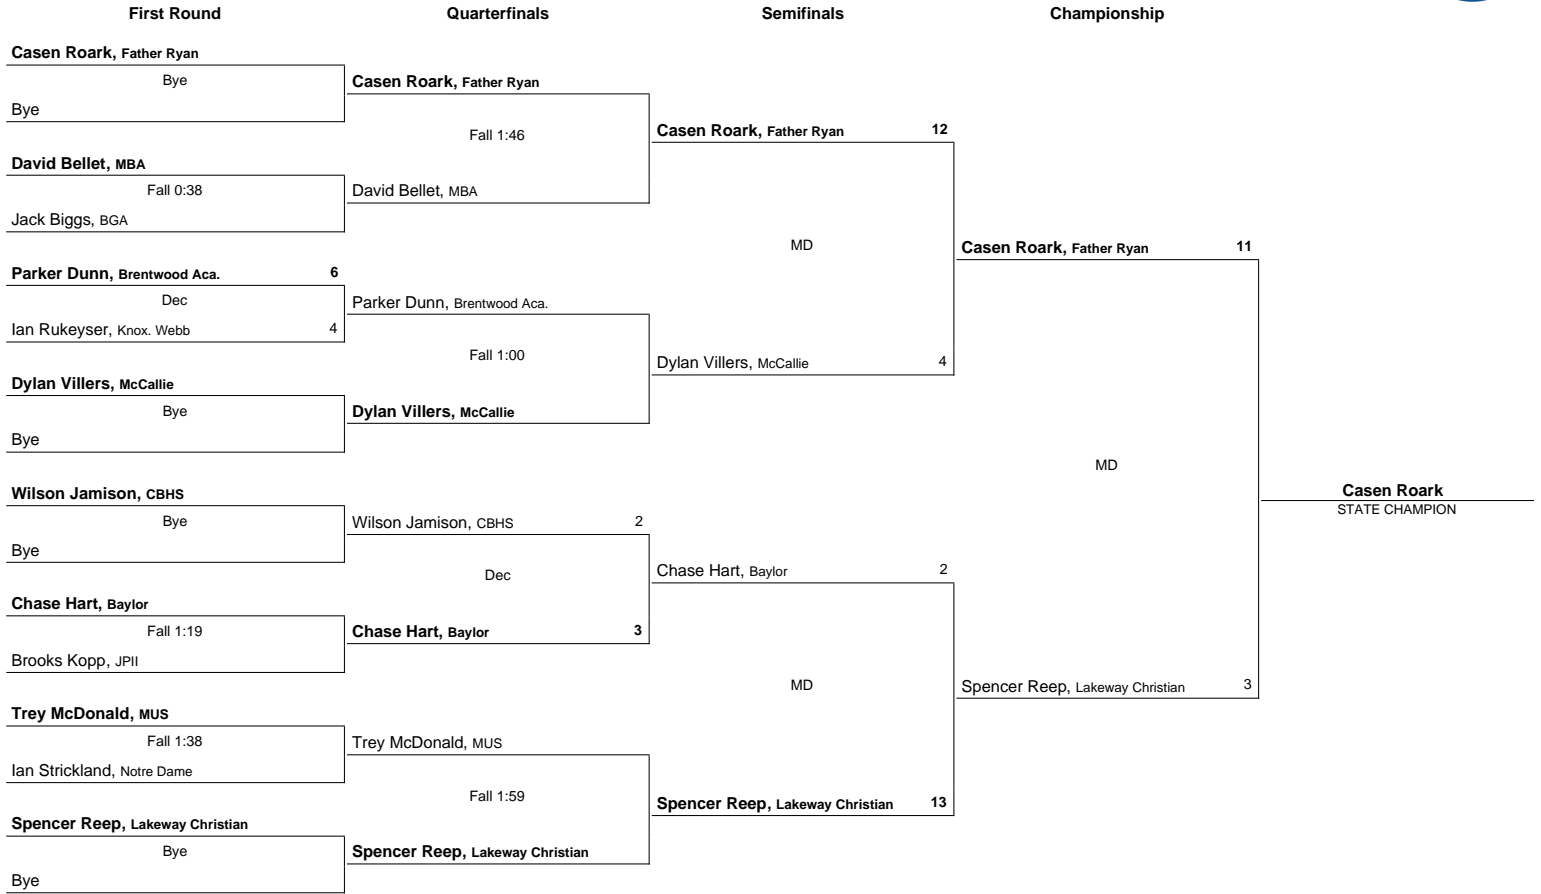 First Round
Quarterfinals
Semifinals
Championship
Casen Roark, Father Ryan
Bye
Bye
David Bellet, MBA
Fall 0:38
Jack Biggs, BGA
Parker Dunn, Brentwood Aca. 6
Dec
Ian Rukeyser, Knox. Webb 4
Dylan Villers, McCallie
Bye
Bye
Wilson Jamison, CBHS
Bye
Bye
Chase Hart, Baylor
Fall 1:19
Brooks Kopp, JPII
Trey McDonald, MUS
Fall 1:38
Ian Strickland, Notre Dame
Spencer Reep, Lakeway Christian
Bye
Bye
Casen Roark, Father Ryan
Fall 1:46
David Bellet, MBA
Parker Dunn, Brentwood Aca.
Fall 1:00
Dylan Villers, McCallie
Wilson Jamison, CBHS 2
Dec
Chase Hart, Baylor 3
Trey McDonald, MUS
Fall 1:59
Spencer Reep, Lakeway Christian
Casen Roark, Father Ryan 12
MD
Dylan Villers, McCallie 4
Chase Hart, Baylor 2
MD
Spencer Reep, Lakeway Christian 13
Casen Roark, Father Ryan 11
MD
Spencer Reep, Lakeway Christian 3
Casen Roark
STATE CHAMPION